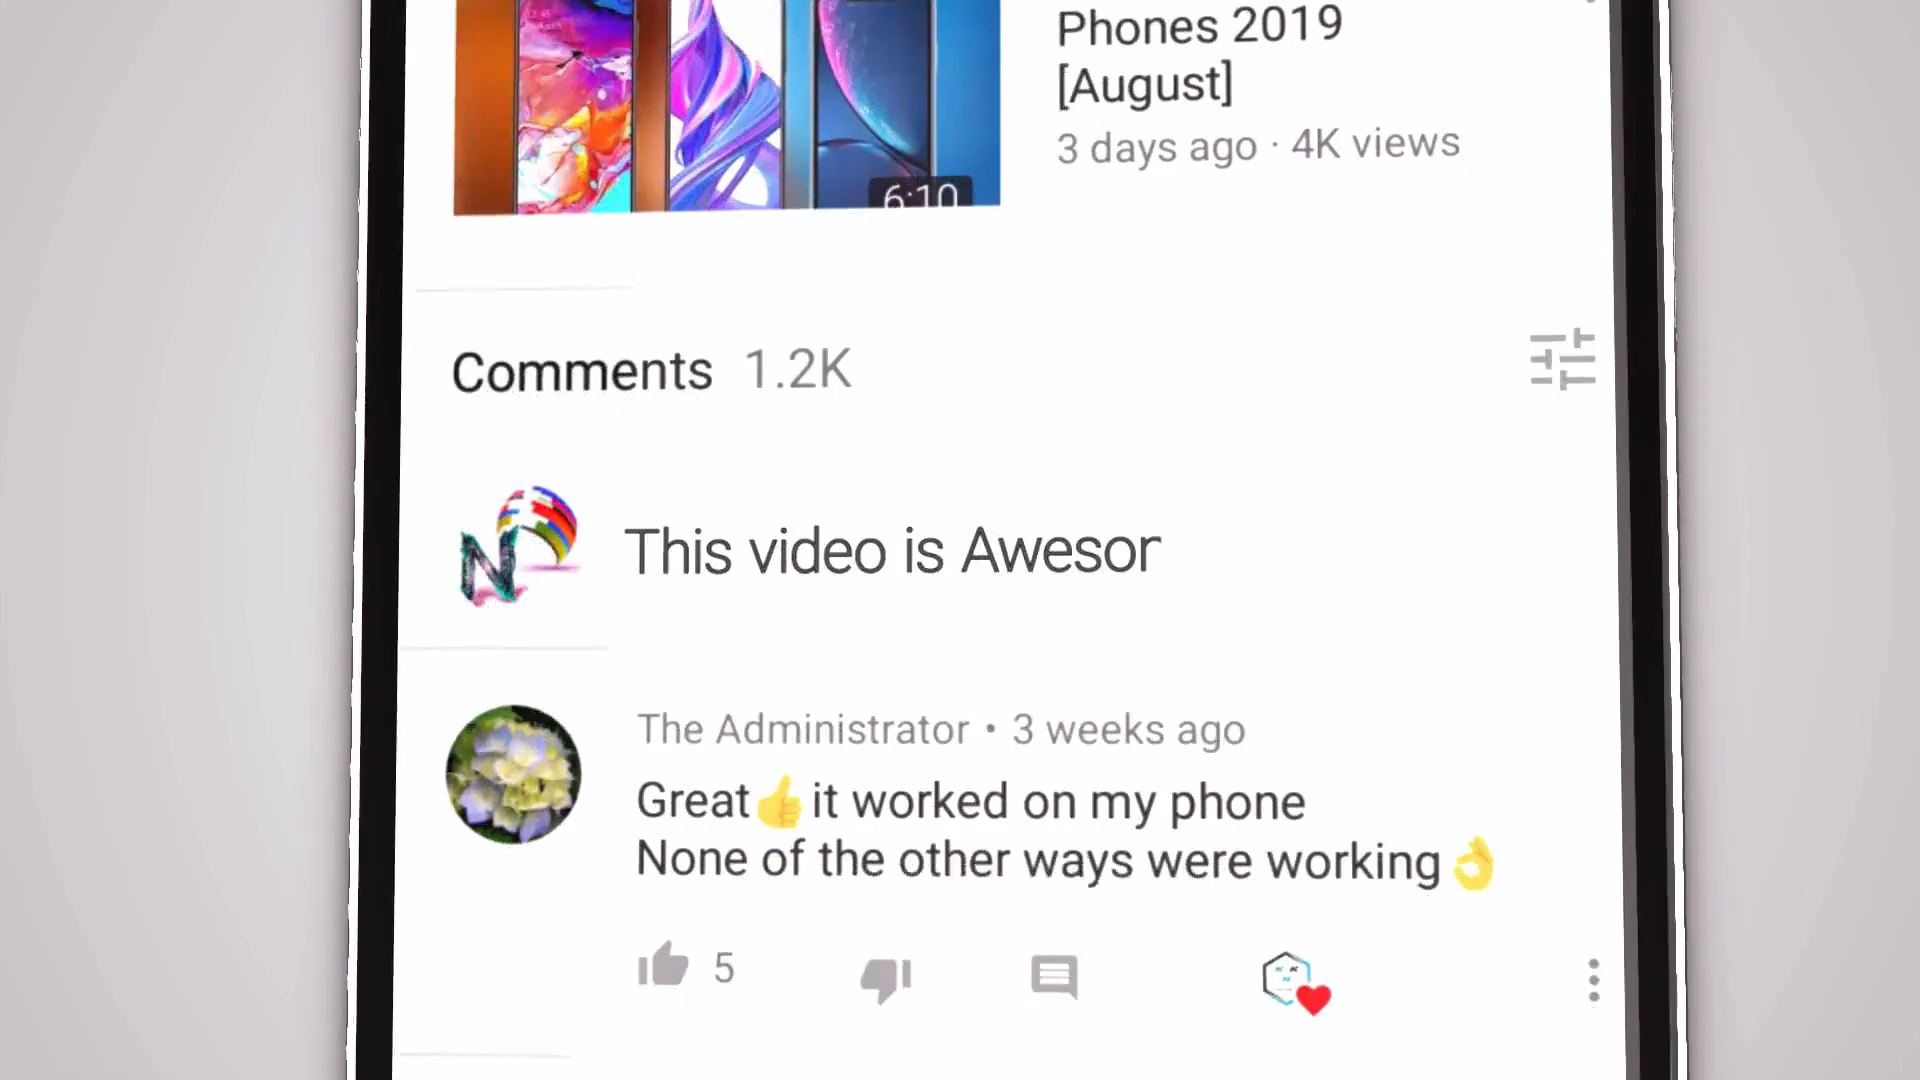 Phones 2019
[August]
3 days ago · 4K views
6:10
Comments 1.2K
N
This video is Awesor
The Administrator • 3 weeks ago
Great👍it worked on my phone
None of the other ways were working👌
5